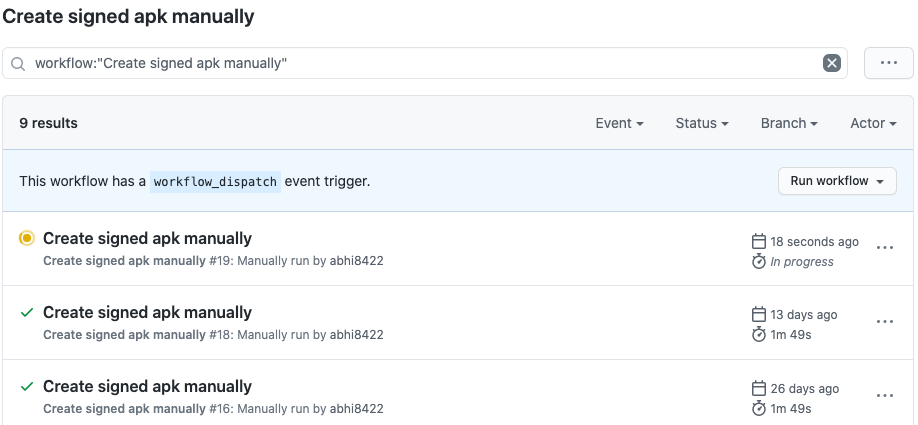 Create signed apk manually
workflow:"Create signed apk manually"
9 results Event Status Branch Actor
This workflow has a workflow_dispatch event trigger. Run workflow
Create signed apk manually 18 seconds ago
Create signed apk manually #19: Manually run by abhi8422 In progress
Create signed apk manually 13 days ago
Create signed apk manually #18: Manually run by abhi8422 1m 49s
Create signed apk manually 26 days ago
Create signed apk manually #16: Manually run by abhi8422 1m 49s